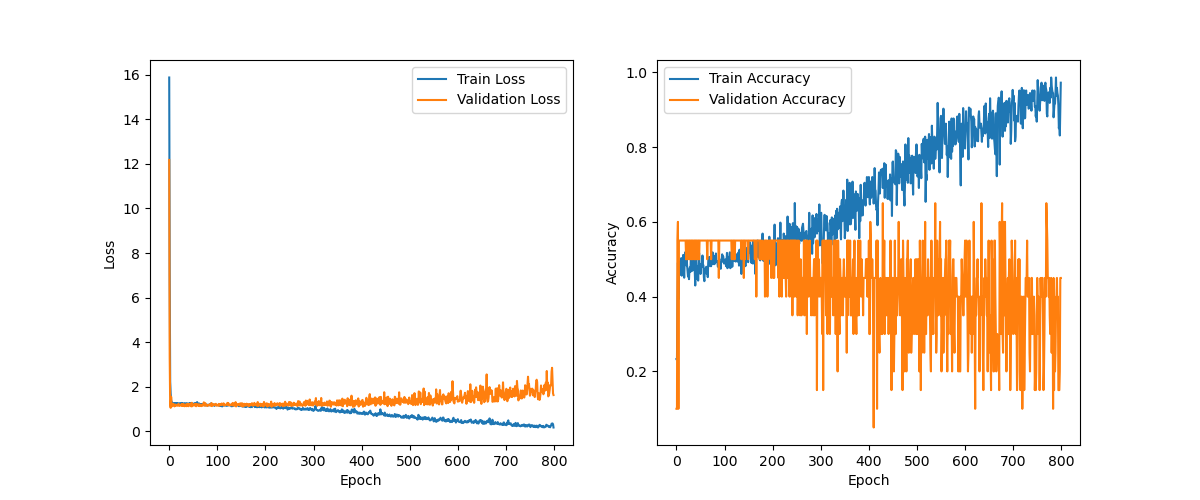 16
14
12
10
8
6
4
2
0
Loss
Train Loss
Validation Loss
0 100 200 300 400 500 600 700 800
Epoch
1.0
0.8
0.6
0.4
0.2
Accuracy
Train Accuracy
Validation Accuracy
0 100 200 300 400 500 600 700 800
Epoch